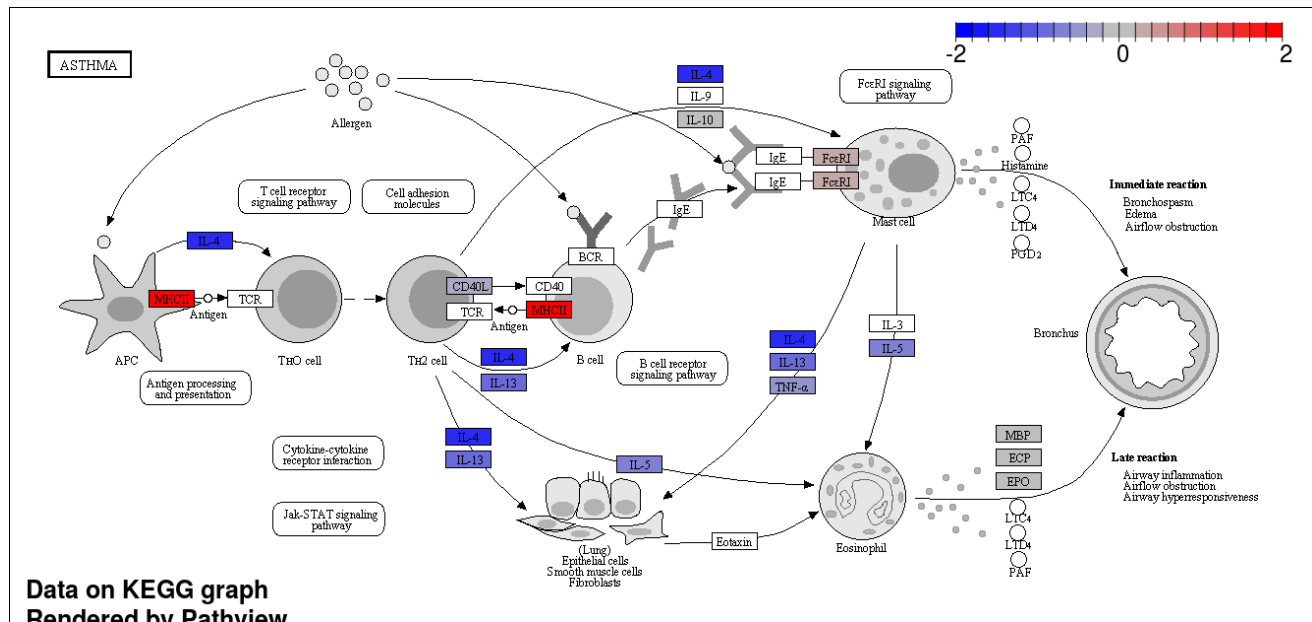 -2
0
2
ASTHMA
Allergen
IL-4
IL-9
IL-10
FcεRI signaling
pathway
IgE
FcεRI
IgE
FcεRI
Mast cell
PAF
Histamine
LTC4
LTD4
PGD2
Immediate reaction
Bronchospasm
Edema
Airflow obstruction
T cell receptor
signaling pathway
Cell adhesion
molecules
IgE
IL-4
BCR
MHCII
Antigen
TCR
CD40L
CD40
TCR
Antigen
MHCII
APC
TH0 cell
TH2 cell
B cell
IL-4
IL-13
B cell receptor
signaling pathway
Antigen processing
and presentation
IL-4
IL-13
TNF-α
IL-3
IL-5
Bronchus
Cytokine-cytokine
receptor interaction
IL-4
IL-13
IL-5
Jak-STAT signaling
pathway
(Lung)
Epithelial cells
Smooth muscle cells
Fibroblasts
Eotaxin
Eosinophil
MBP
ECP
EPO
LTC4
LTD4
PAF
Late reaction
Airway inflammation
Airflow obstruction
Airway hyperresponsiveness
Data on KEGG graph
Rendered by Pathview